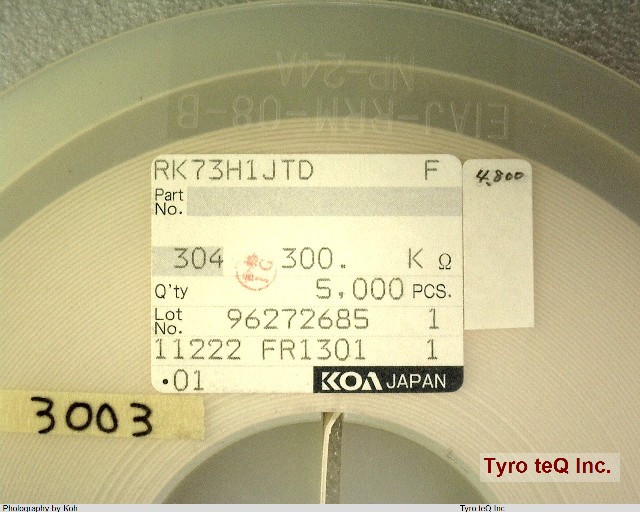 NP-24A
EIAJ-RRM-08-B
RK73H1JTD F
4,800
Part No.
304 300. K Ω
Q'ty 5,000 PCS.
Lot No. 96272685 1
11222 FR1301 1
•01 KOA JAPAN
3003
Tyro teQ Inc.
Photography by Koh Tyro teQ Inc